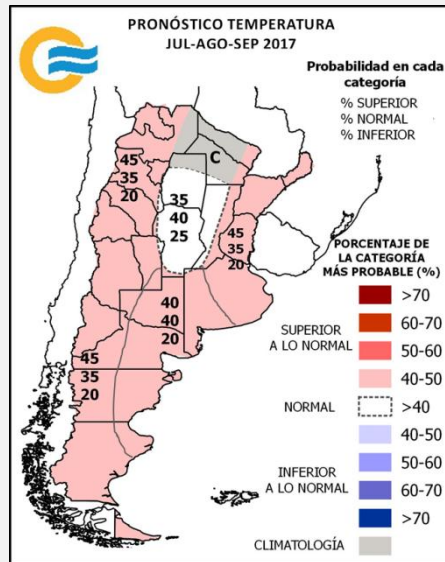 PRONÓSTICO TEMPERATURA
JUL-AGO-SEP 2017
Probabilidad en cada
categoría
% SUPERIOR
% NORMAL
% INFERIOR
C
45
35
20
35
40
25
45
35
20
40
40
20
45
35
20
PORCENTAJE DE
LA CATEGORÍA
MÁS PROBABLE (%)
>70
60-70
SUPERIOR
A LO NORMAL
50-60
40-50
NORMAL
>40
40-50
50-60
INFERIOR
A LO NORMAL
60-70
>70
CLIMATOLOGÍA